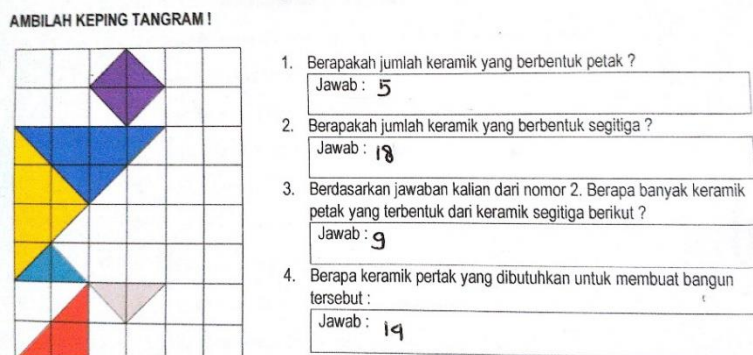 AMBILAH KEPING TANGRAM !
1. Berapakah jumlah keramik yang berbentuk petak ?
Jawab : 5
2. Berapakah jumlah keramik yang berbentuk segitiga ?
Jawab : 18
3. Berdasarkan jawaban kalian dari nomor 2. Berapa banyak keramik
petak yang terbentuk dari keramik segitiga berikut ?
Jawab : 9
4. Berapa keramik pertak yang dibutuhkan untuk membuat bangun
tersebut :
Jawab : 14